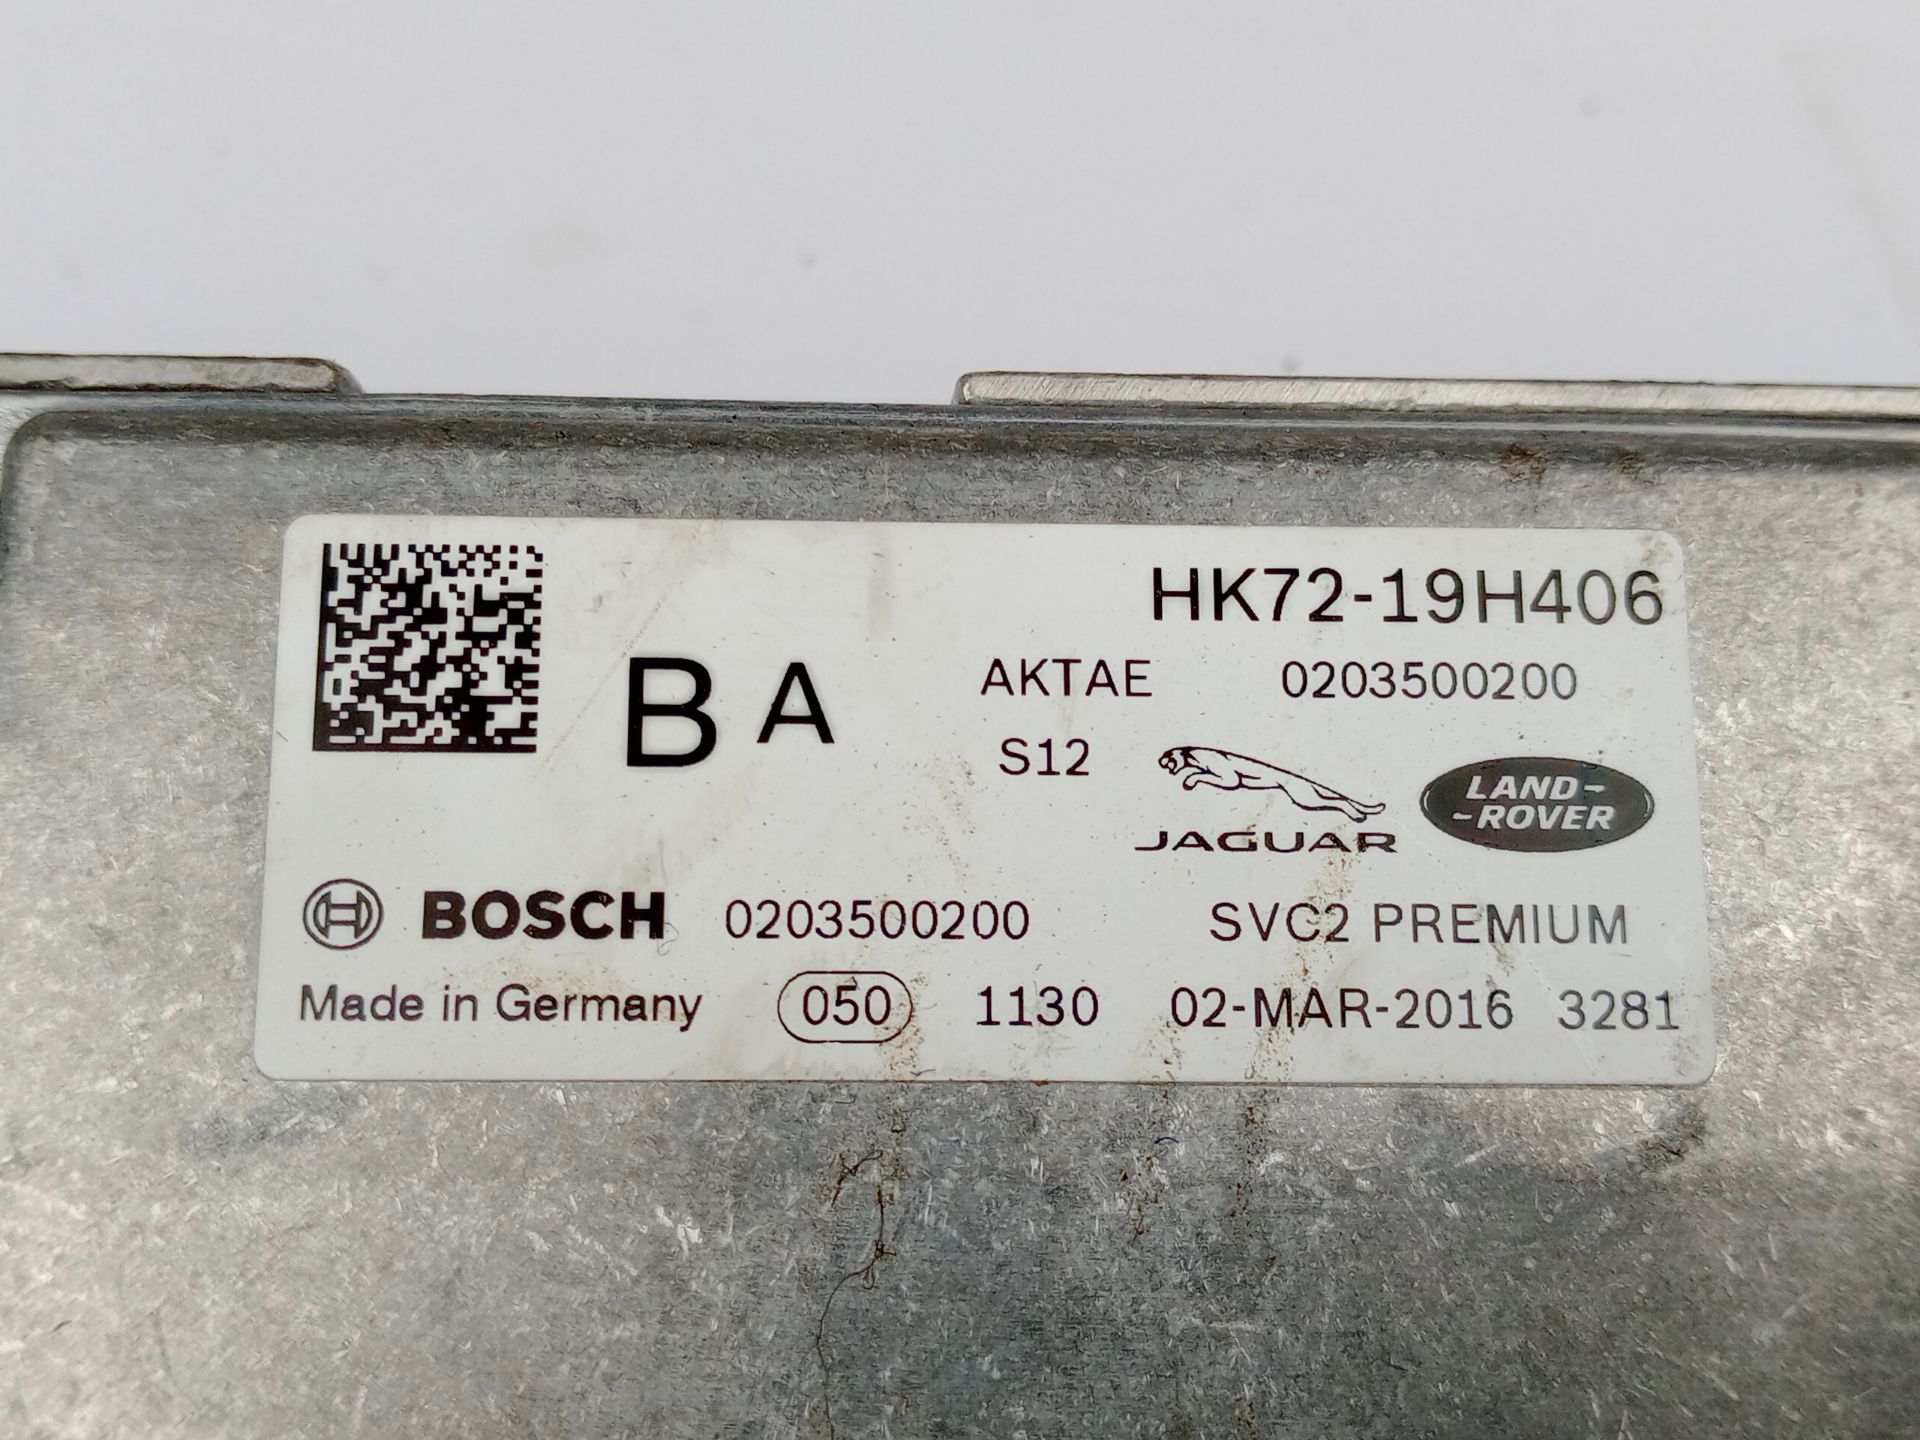 HK72-19H406
BA
AKTAE 0203500200
S12
JAGUAR
LAND-
-ROVER
BOSCH 0203500200 SVC2 PREMIUM
Made in Germany 050 1130 02-MAR-2016 3281